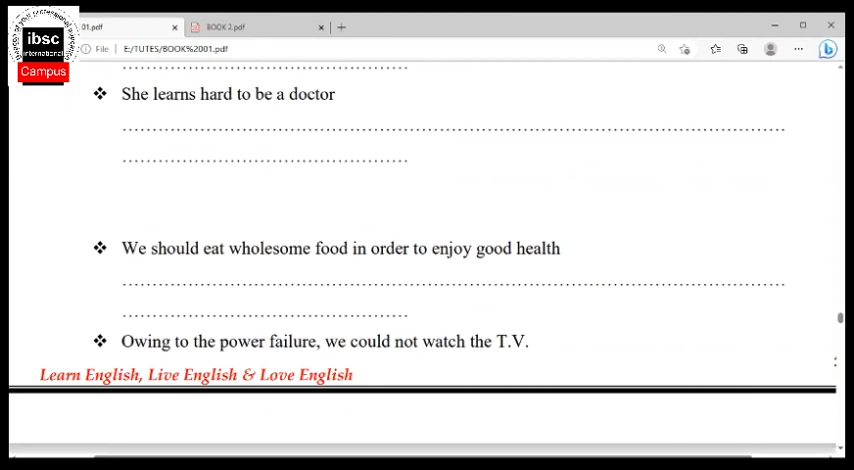 01.pdf
BOOK 2.pdf
ibsc
international
Campus
File E:/TUTES/BOOK%2001.pdf
❖ She learns hard to be a doctor
❖ We should eat wholesome food in order to enjoy good health
❖ Owing to the power failure, we could not watch the T.V.
Learn English, Live English & Love English